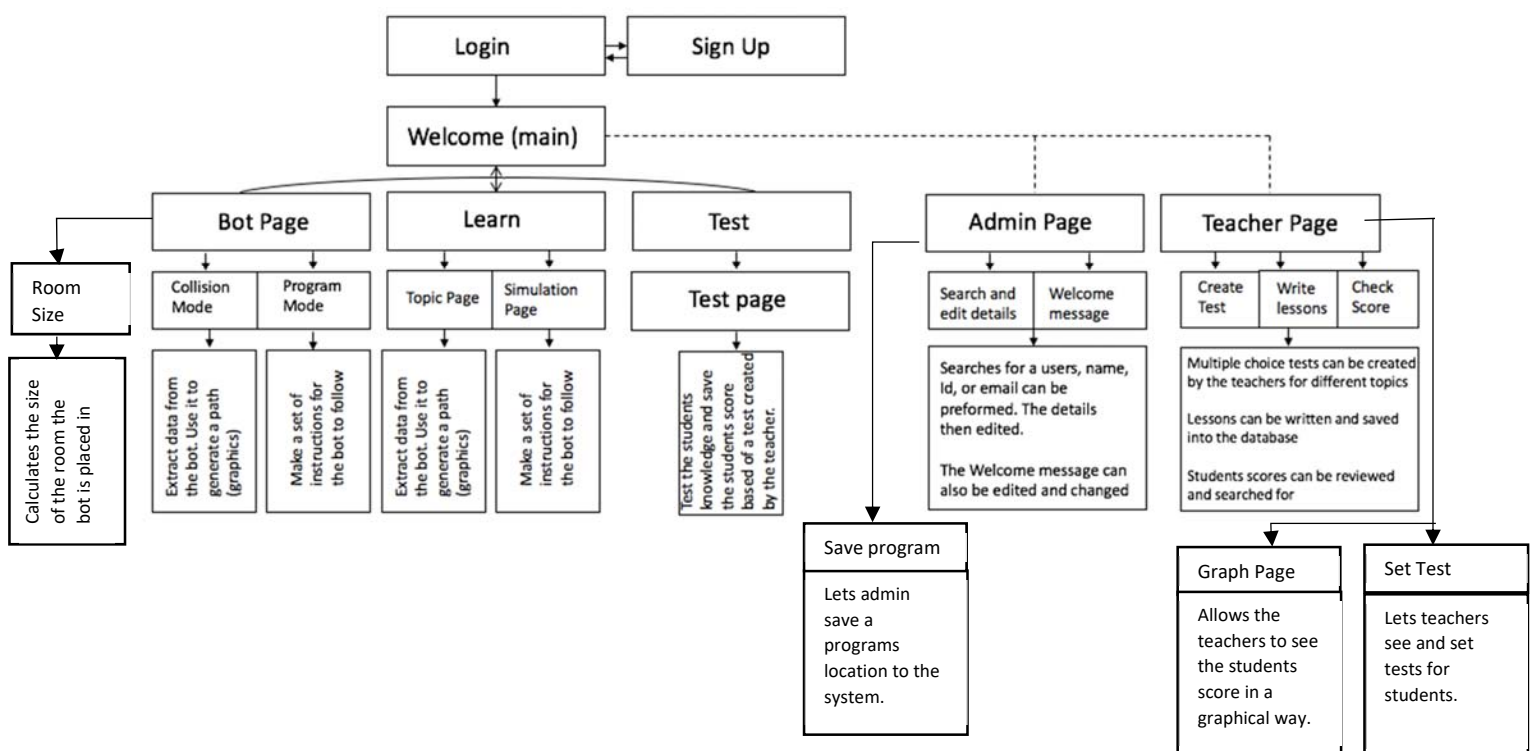 Login
Sign Up
Welcome (main)
Bot Page
Learn
Test
Admin Page
Teacher Page
Room
Size
Collision
Mode
Program
Mode
Topic Page
Simulation
Page
Test page
Search and
edit details
Welcome
message
Create
Test
Write
lessons
Check
Score
Calculates the size
of the room the
bot is placed in
Extract data from
the bot. Use it to
generate a path
(graphics)
Make a set of
instructions for
the bot to follow
Extract data from
the bot. Use it to
generate a path
(graphics)
Make a set of
instructions for
the bot to follow
Test the students
knowledge and save
the students score
based of a test created
by the teacher.
Searches for a users, name,
Id, or email can be
preformed. The details
then edited.
The Welcome message can
also be edited and changed
Multiple choice tests can be created
by the teachers for different topics
Lessons can be written and saved
into the database
Students scores can be reviewed
and searched for
Save program
Lets admin
save a
programs
location to the
system.
Graph Page
Allows the
teachers to see
the students
score in a
graphical way.
Set Test
Lets teachers
see and set
tests for
students.